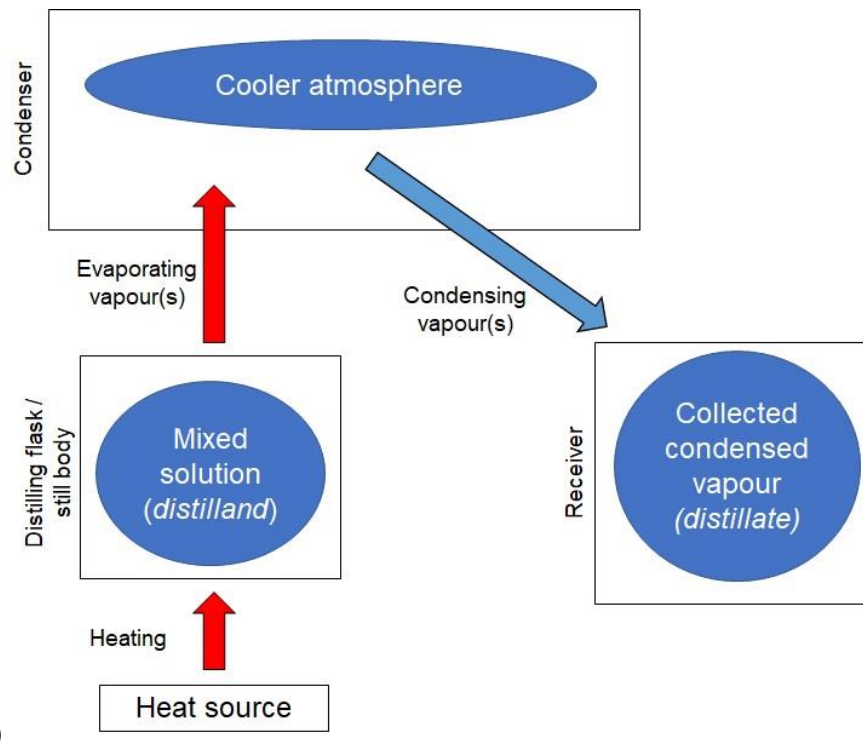 Condenser
Cooler atmosphere
Evaporating
vapour(s)
Condensing
vapour(s)
Distilling flask /
still body
Mixed
solution
(distilland)
Receiver
Collected
condensed
vapour
(distillate)
Heating
Heat source
)